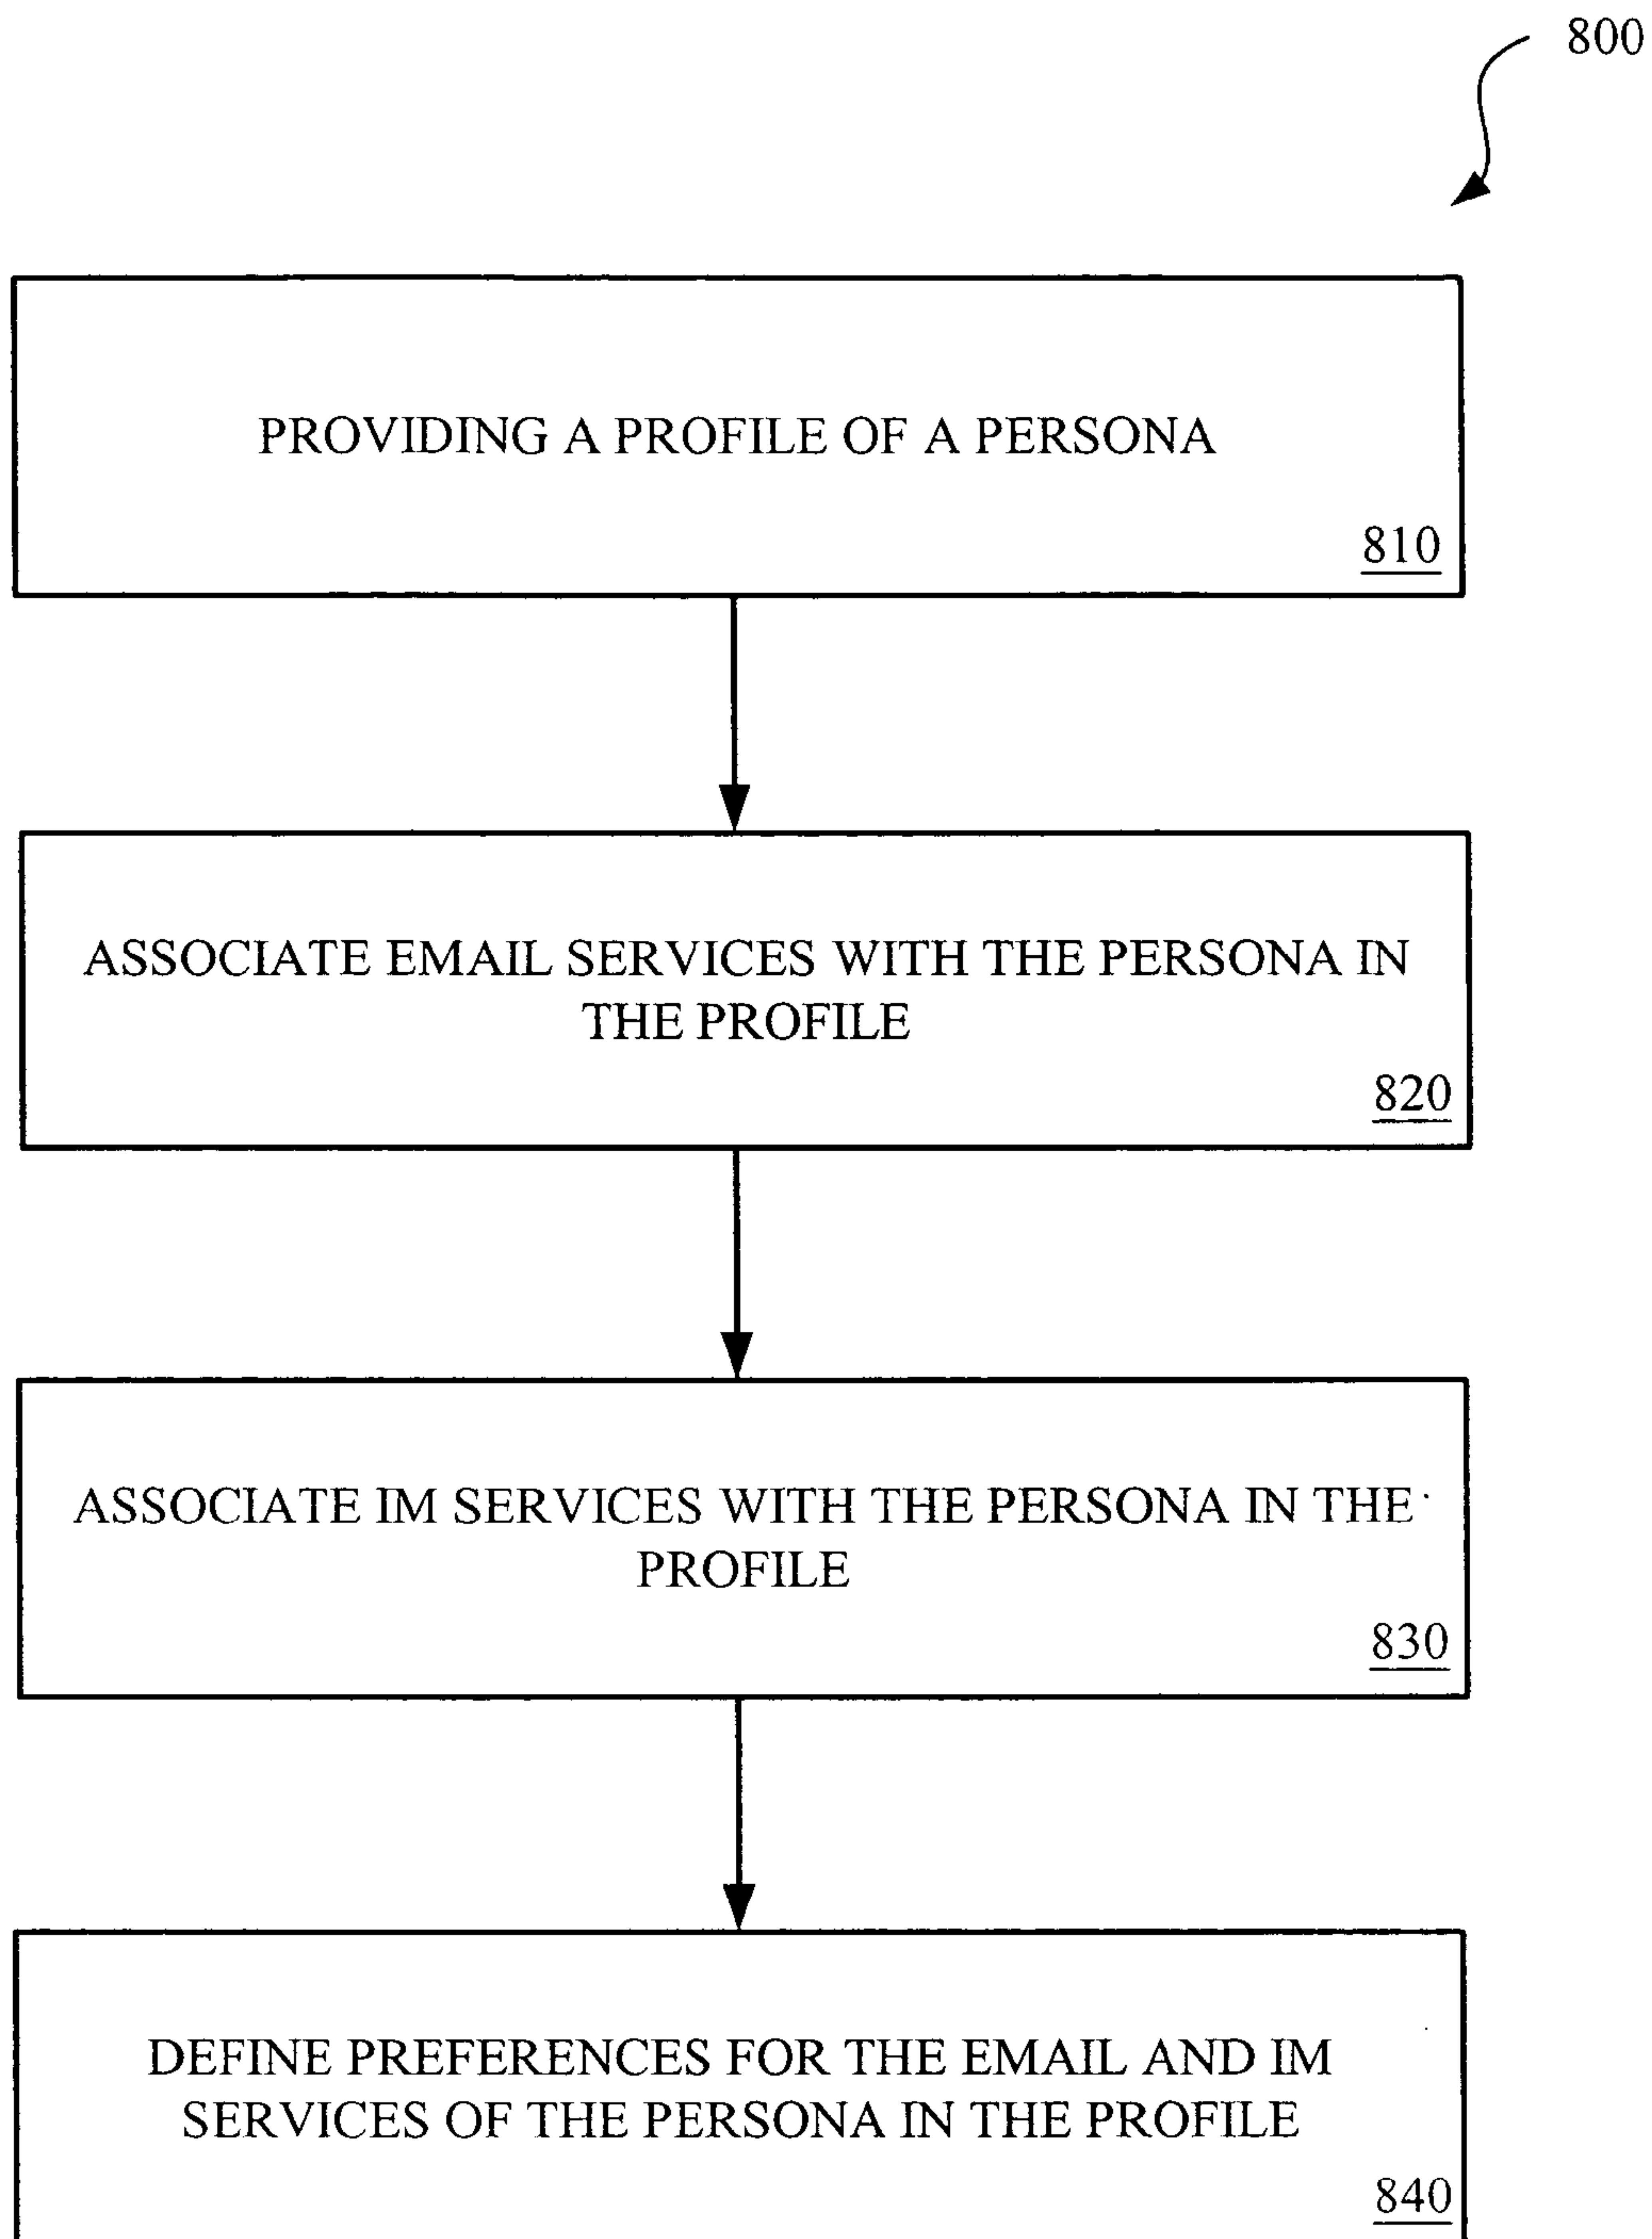 800
PROVIDING A PROFILE OF A PERSONA
810
ASSOCIATE EMAIL SERVICES WITH THE PERSONA IN
THE PROFILE
820
ASSOCIATE IM SERVICES WITH THE PERSONA IN THE
PROFILE
830
DEFINE PREFERENCES FOR THE EMAIL AND IM
SERVICES OF THE PERSONA IN THE PROFILE
840